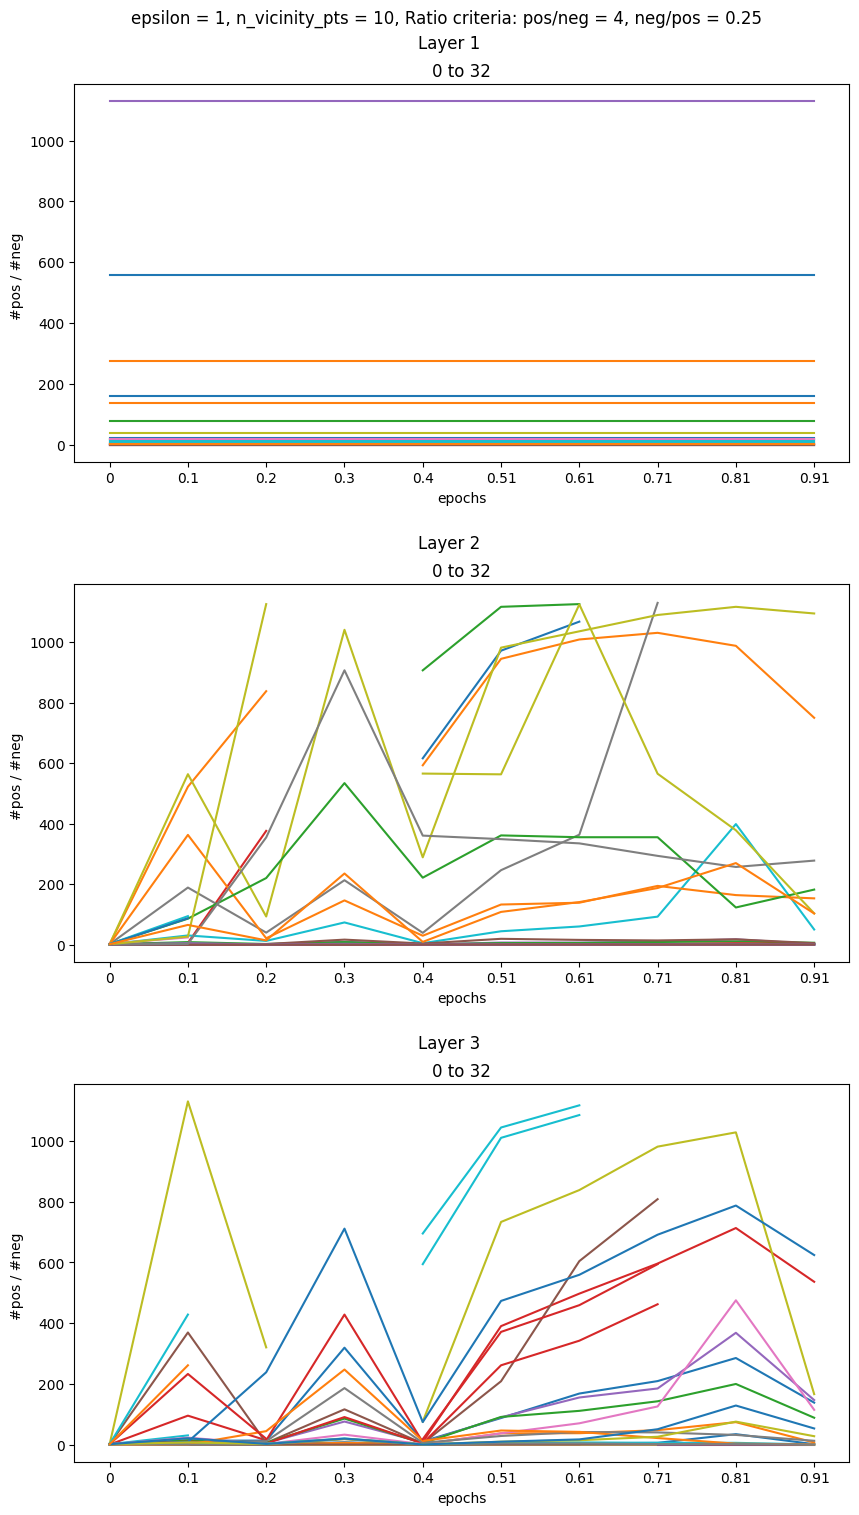 epsilon = 1, n_vicinity_pts = 10, Ratio criteria: pos/neg = 4, neg/pos = 0.25
Layer 1
0 to 32
#pos / #neg
1000
800
600
400
200
0
0 0.1 0.2 0.3 0.4 0.51 0.61 0.71 0.81 0.91
epochs
Layer 2
0 to 32
#pos / #neg
1000
800
600
400
200
0
0 0.1 0.2 0.3 0.4 0.51 0.61 0.71 0.81 0.91
epochs
Layer 3
0 to 32
#pos / #neg
1000
800
600
400
200
0
0 0.1 0.2 0.3 0.4 0.51 0.61 0.71 0.81 0.91
epochs